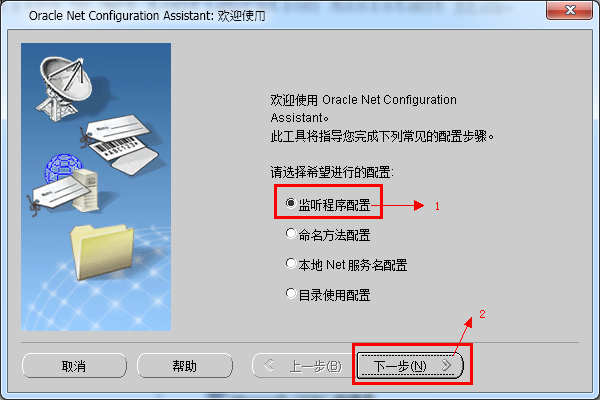 Oracle Net Configuration Assistant: 欢迎使用
欢迎使用 Oracle Net Configuration
Assistant。
此工具将指导您完成下列常见的配置步骤。
请选择希望进行的配置:
监听程序配置
1
命名方法配置
本地 Net 服务名配置
目录使用配置
2
取消
帮助
上一步(B)
下一步(N)